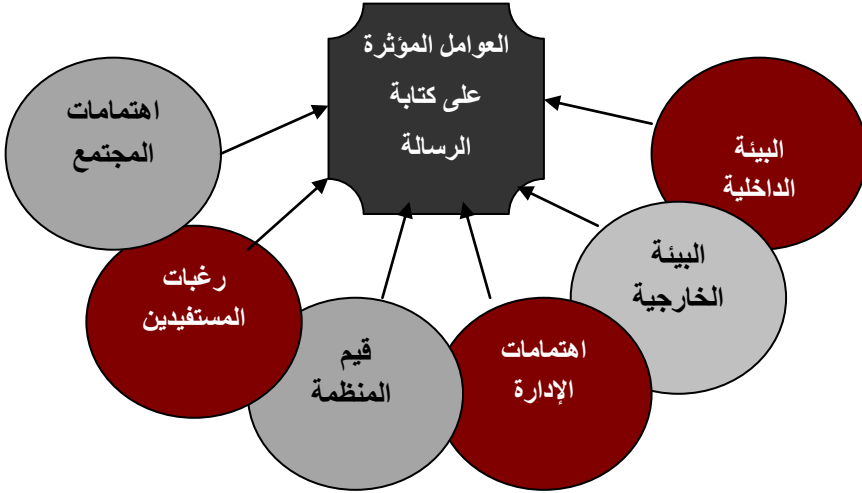 العوامل المؤثرة
على كتابة
الرسالة
البيئة
الداخلية
البيئة
الخارجية
اهتمامات
الإدارة
قيم
المنظمة
رغبات
المستفيدين
اهتمامات
المجتمع